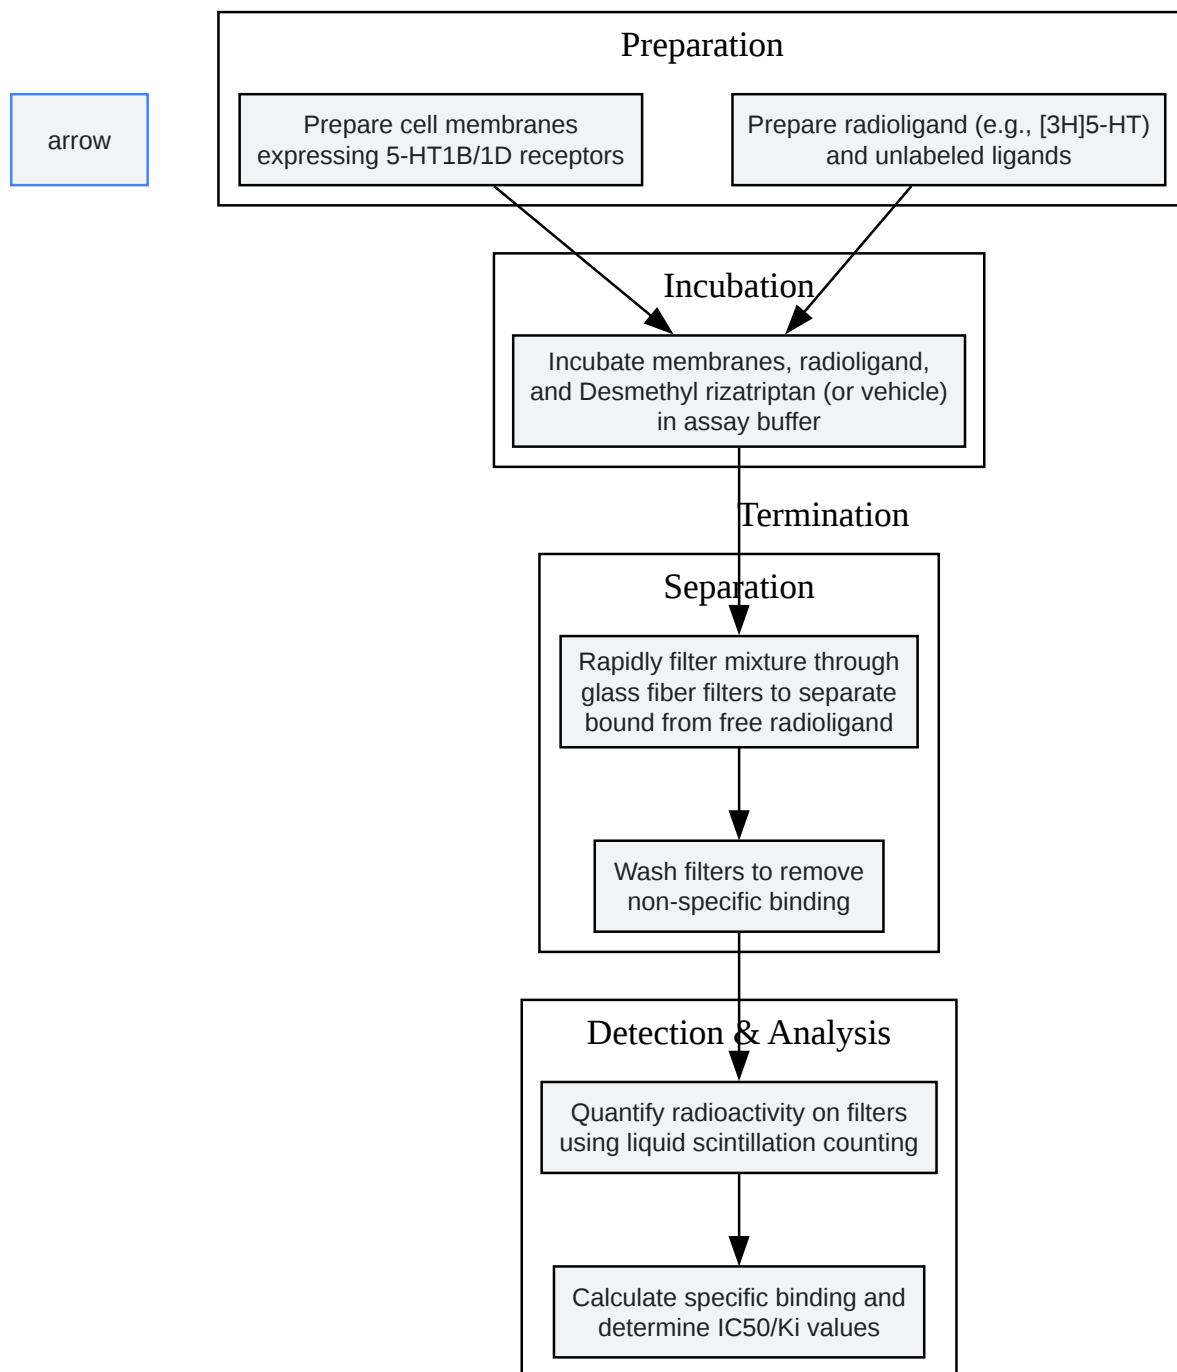 Preparation
arrow
Prepare cell membranes
expressing 5-HT1B/1D receptors
Prepare radioligand (e.g., [3H]5-HT)
and unlabeled ligands
Incubation
Incubate membranes, radioligand,
and Desmethyl rizatriptan (or vehicle)
in assay buffer
Termination
Separation
Rapidly filter mixture through
glass fiber filters to separate
bound from free radioligand
Wash filters to remove
non-specific binding
Detection & Analysis
Quantify radioactivity on filters
using liquid scintillation counting
Calculate specific binding and
determine IC50/Ki values